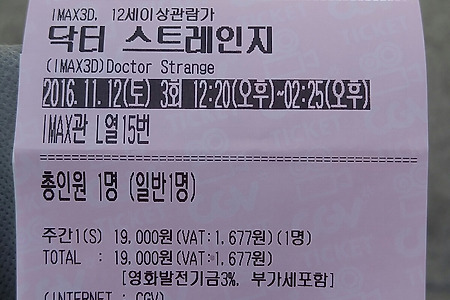 IMAX3D, 12세이상관람가
닥터 스트레인지
(IMAX3D)Doctor Strange
2016.11.12(토) 3회 12:20(오후)~02:25(오후)
IMAX관 L열15번
총인원 1명 (일반1명)
주간1(S) 19,000원(VAT:1,677원)(1명)
TOTAL : 19,000원(VAT:1,677원)
[영화발전기금3%, 부가세포함]
(INTERNET : CGV)